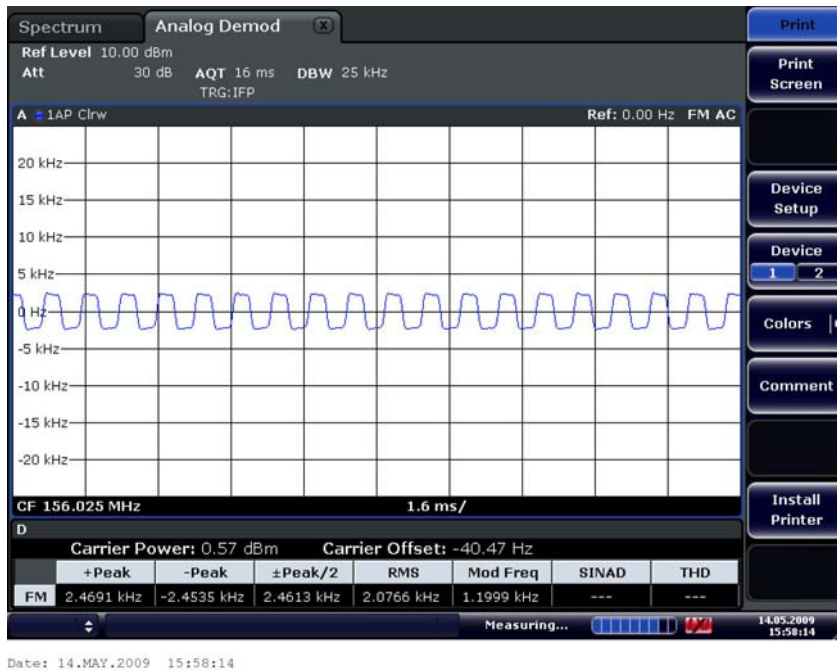 Spectrum Analog Demod X
Ref Level 10.00 dBm
Att 30 dB AQT 16 ms DBW 25 kHz
TRG:IFP
A 1AP Clrw Ref: 0.00 Hz FM AC
20 kHz
15 kHz
10 kHz
5 kHz
0 Hz
-5 kHz
-10 kHz
-15 kHz
-20 kHz
CF 156.025 MHz 1.6 ms/
D
Carrier Power: 0.57 dBm Carrier Offset: -40.47 Hz
+Peak -Peak ±Peak/2 RMS Mod Freq SINAD THD
FM 2.4691 kHz -2.4535 kHz 2.4613 kHz 2.0766 kHz 1.1999 kHz --- ---
Measuring... 14.05.2009
15:58:14
Print
Print
Screen
Device
Setup
Device
1 2
Colors
Comment
Install
Printer
Date: 14.MAY.2009 15:58:14